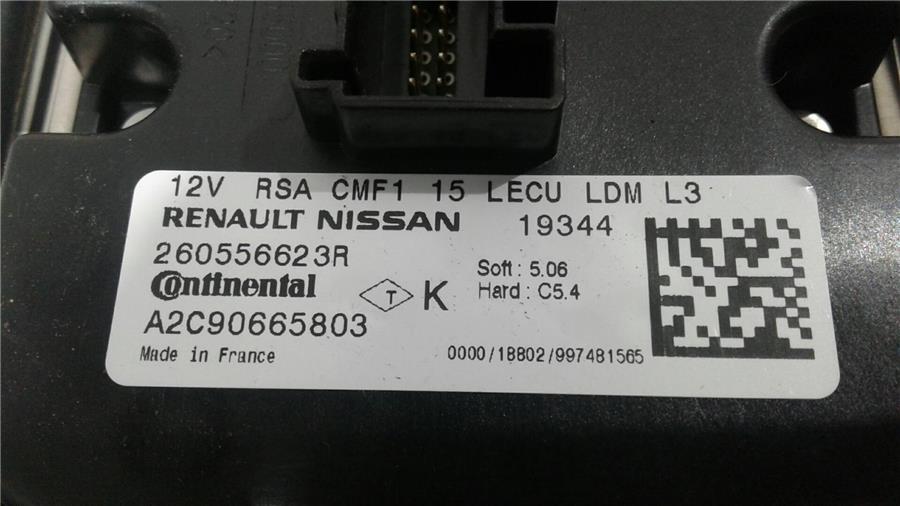 12V RSA CMF1 15 LECU LDM L3
RENAULT NISSAN 19344
260556623R
Continental
Soft : 5.06
Hard : C5.4
T K
A2C90665803
Made in France
0000/18802/997481565